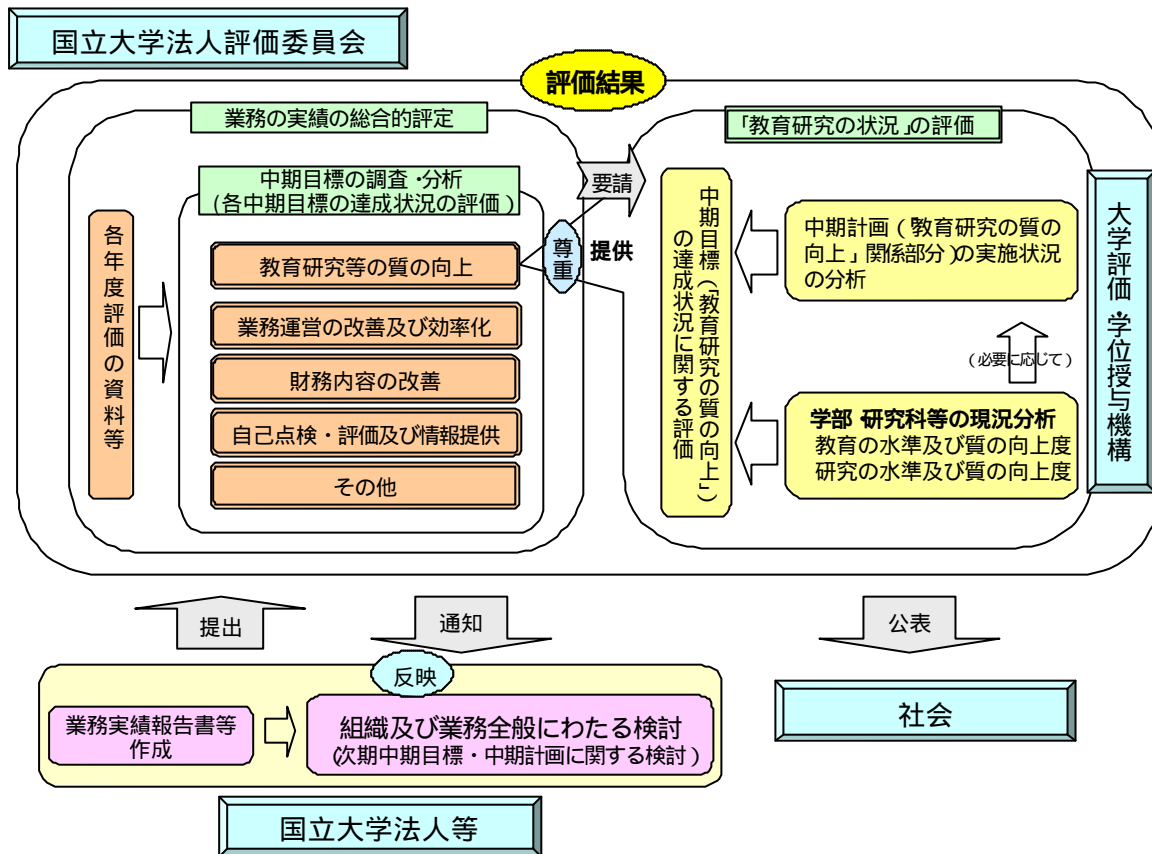 国立大学法人評価委員会
評価結果
業務の実績の総合的評定
中期目標の調査・分析
(各中期目標の達成状況の評価)
各年度評価の資料等
教育研究等の質の向上
業務運営の改善及び効率化
財務内容の改善
自己点検・評価及び情報提供
その他
要請
尊重
提供
「教育研究の状況」の評価
中期目標(「教育研究の質の向上」)
の達成状況に関する評価
中期計画(「教育研究の質の
向上」関係部分)の実施状況
の分析
(必要に応じて)
学部・研究科等の現況分析
教育の水準及び質の向上度
研究の水準及び質の向上度
大学評価・学位授与機構
提出
通知
公表
反映
業務実績報告書等
作成
組織及び業務全般にわたる検討
(次期中期目標・中期計画に関する検討)
社会
国立大学法人等